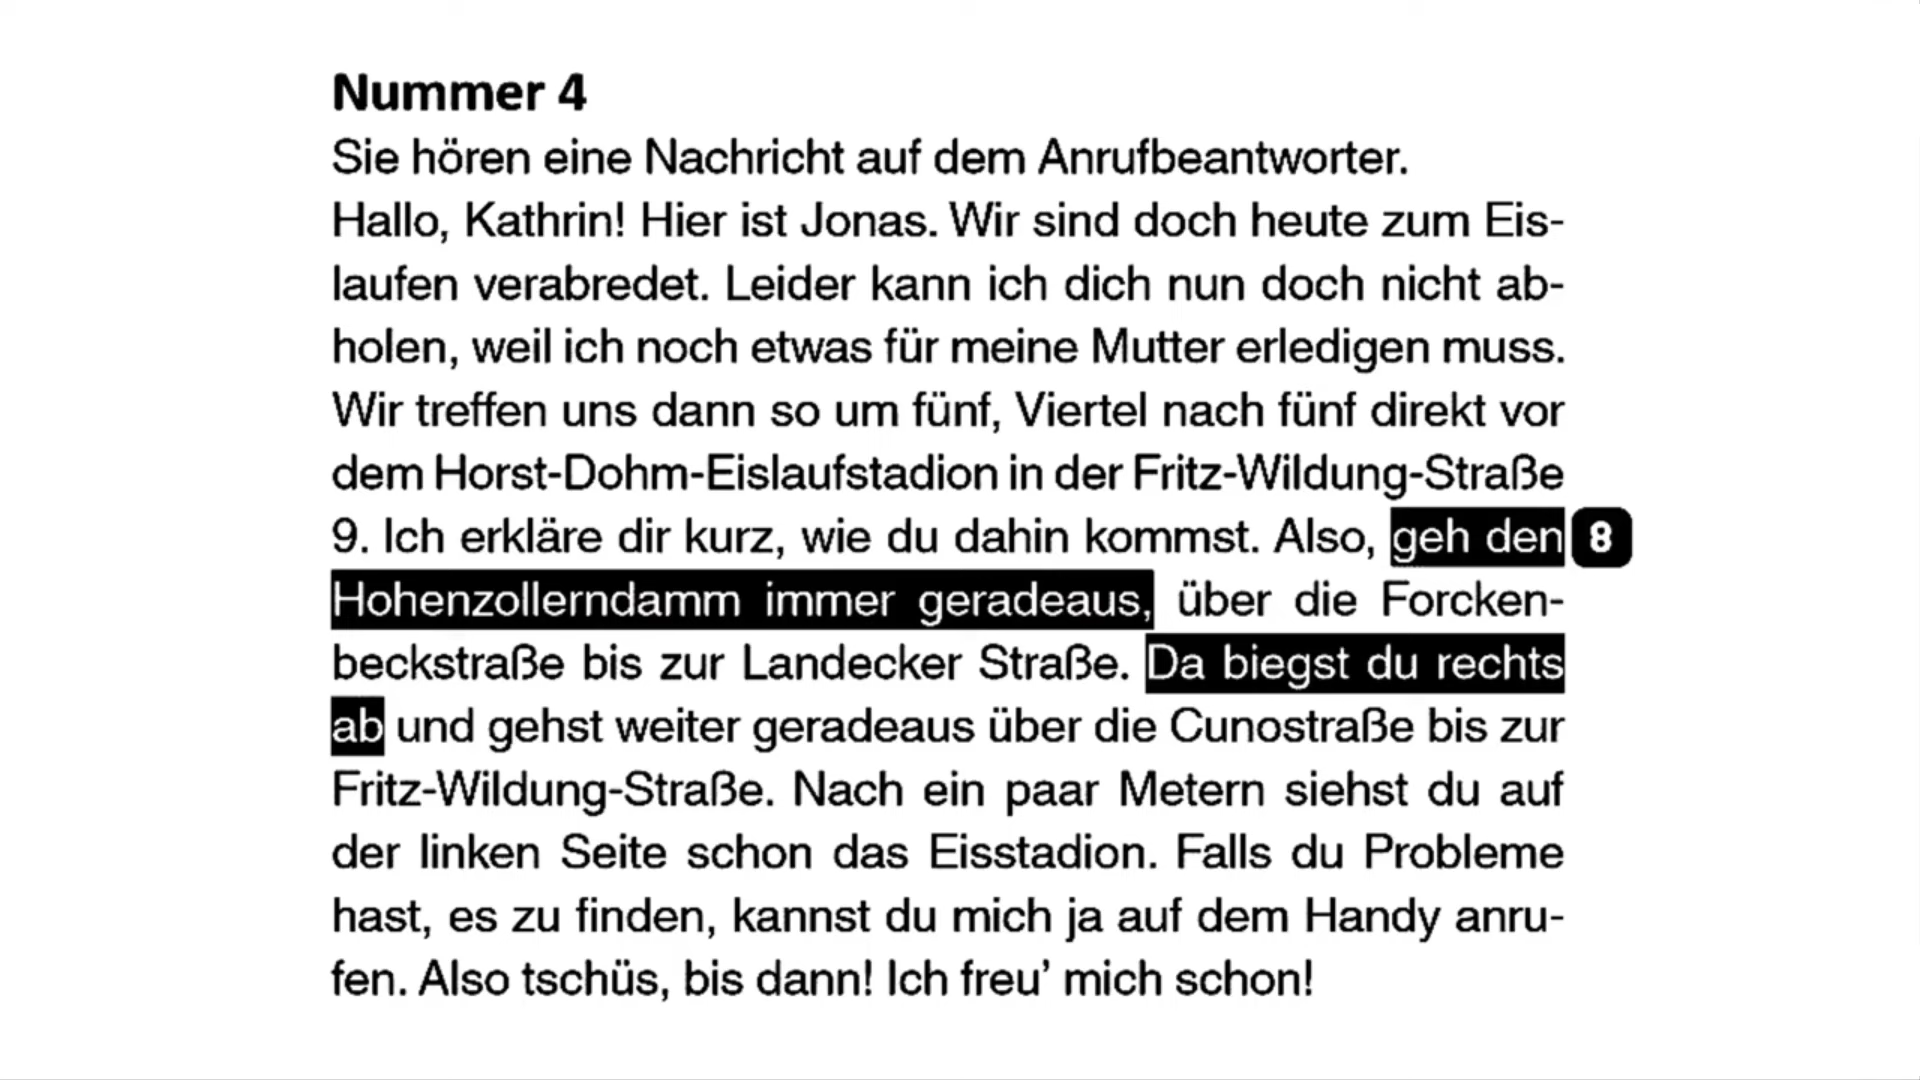 Nummer 4
Sie hören eine Nachricht auf dem Anrufbeantworter.
Hallo, Kathrin! Hier ist Jonas. Wir sind doch heute zum Eis-
laufen verabredet. Leider kann ich dich nun doch nicht ab-
holen, weil ich noch etwas für meine Mutter erledigen muss.
Wir treffen uns dann so um fünf, Viertel nach fünf direkt vor
dem Horst-Dohm-Eislaufstadion in der Fritz-Wildung-Straße
9. Ich erkläre dir kurz, wie du dahin kommst. Also, geh den 8
Hohenzollerndamm immer geradeaus, über die Forcken-
beckstraße bis zur Landecker Straße. Da biegst du rechts
ab und gehst weiter geradeaus über die Cunostraße bis zur
Fritz-Wildung-Straße. Nach ein paar Metern siehst du auf
der linken Seite schon das Eisstadion. Falls du Probleme
hast, es zu finden, kannst du mich ja auf dem Handy anru-
fen. Also tschüs, bis dann! Ich freu’ mich schon!